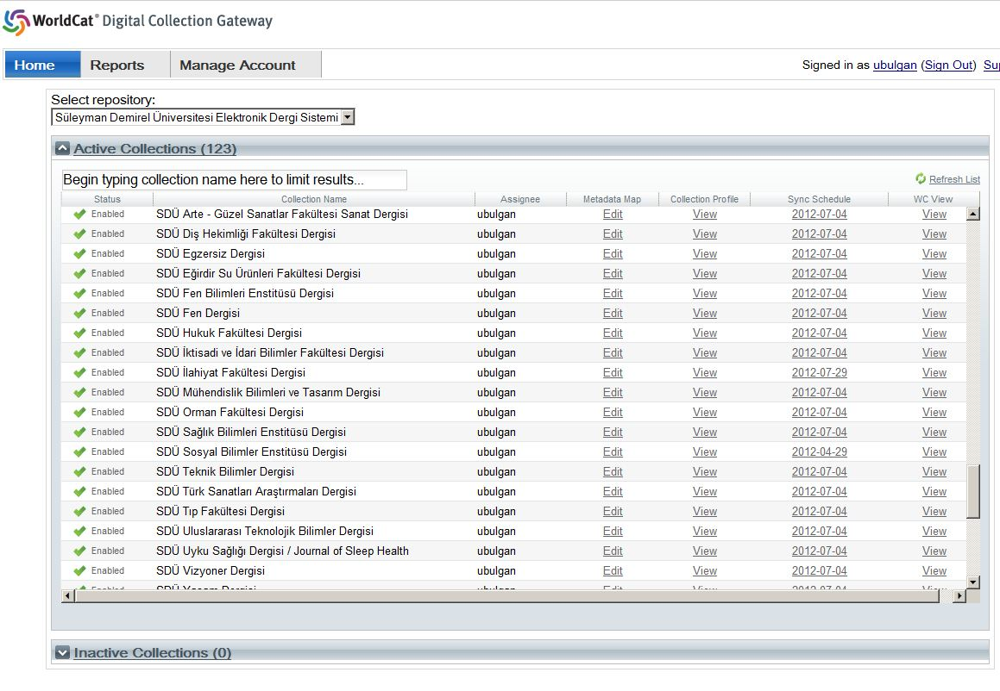 WorldCat® Digital Collection Gateway
Home Reports Manage Account Signed in as ubulgan (Sign Out) Su
Select repository:
Süleyman Demirel Üniversitesi Elektronik Dergi Sistemi
Active Collections (123)
Begin typing collection name here to limit results... Refresh List
Status Collection Name Assignee Metadata Map Collection Profile Sync Schedule WC View
Enabled SDÜ Arte - Güzel Sanatlar Fakültesi Sanat Dergisi ubulgan Edit View 2012-07-04 View
Enabled SDÜ Diş Hekimliği Fakültesi Dergisi ubulgan Edit View 2012-07-04 View
Enabled SDÜ Egzersiz Dergisi ubulgan Edit View 2012-07-04 View
Enabled SDÜ Eğirdir Su Ürünleri Fakültesi Dergisi ubulgan Edit View 2012-07-04 View
Enabled SDÜ Fen Bilimleri Enstitüsü Dergisi ubulgan Edit View 2012-07-04 View
Enabled SDÜ Fen Dergisi ubulgan Edit View 2012-07-04 View
Enabled SDÜ Hukuk Fakültesi Dergisi ubulgan Edit View 2012-07-04 View
Enabled SDÜ İktisadi ve İdari Bilimler Fakültesi Dergisi ubulgan Edit View 2012-07-04 View
Enabled SDÜ İlahiyat Fakültesi Dergisi ubulgan Edit View 2012-07-29 View
Enabled SDÜ Mühendislik Bilimleri ve Tasarım Dergisi ubulgan Edit View 2012-07-04 View
Enabled SDÜ Orman Fakültesi Dergisi ubulgan Edit View 2012-07-04 View
Enabled SDÜ Sağlık Bilimleri Enstitüsü Dergisi ubulgan Edit View 2012-07-04 View
Enabled SDÜ Sosyal Bilimler Enstitüsü Dergisi ubulgan Edit View 2012-04-29 View
Enabled SDÜ Teknik Bilimler Dergisi ubulgan Edit View 2012-07-04 View
Enabled SDÜ Türk Sanatları Araştırmaları Dergisi ubulgan Edit View 2012-07-04 View
Enabled SDÜ Tıp Fakültesi Dergisi ubulgan Edit View 2012-07-04 View
Enabled SDÜ Uluslararası Teknolojik Bilimler Dergisi ubulgan Edit View 2012-07-04 View
Enabled SDÜ Uyku Sağlığı Dergisi / Journal of Sleep Health ubulgan Edit View 2012-07-04 View
Enabled SDÜ Vizyoner Dergisi ubulgan Edit View 2012-07-04 View
Inactive Collections (0)